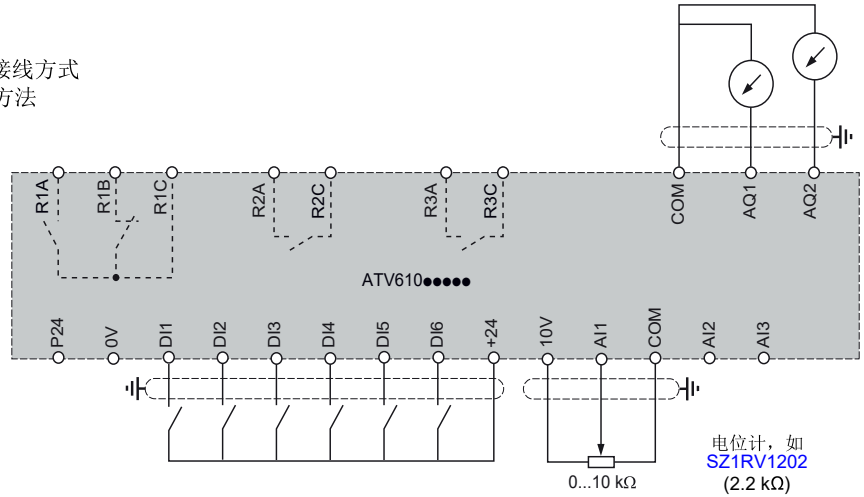 接线方式
方法
R1A
R1B
R1C
R2A
R2C
R3A
R3C
COM
AQ1
AQ2
ATV610●●●●●
P24
0V
DI1
DI2
DI3
DI4
DI5
DI6
+24
10V
AI1
COM
AI2
AI3
0...10 kΩ
电位计，如
SZ1RV1202
(2.2 kΩ)